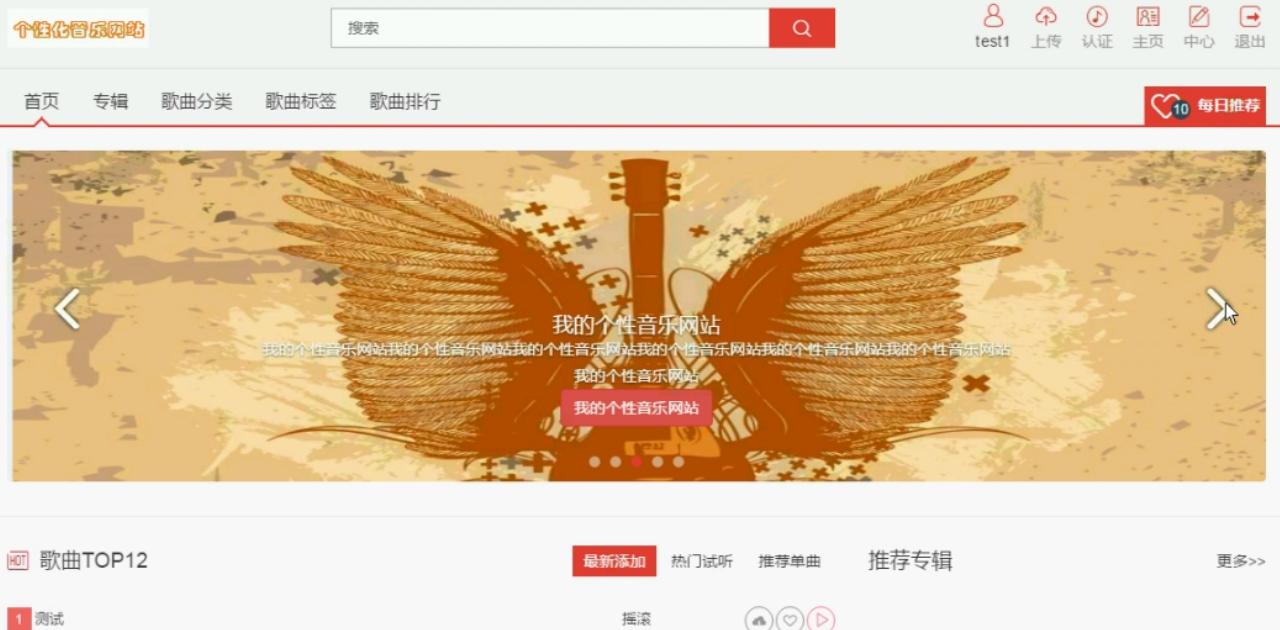 个性化音乐网站
搜索
test1 上传 认证 主页 中心 退出
首页 专辑 歌曲分类 歌曲标签 歌曲排行
10 每日推荐
我的个性音乐网站
我的个性音乐网站我的个性音乐网站我的个性音乐网站我的个性音乐网站我的个性音乐网站我的个性音乐网站
我的个性音乐网站
我的个性音乐网站
HOT 歌曲TOP12 最新添加 热门试听 推荐单曲 推荐专辑 更多>>
1 测试 摇滚